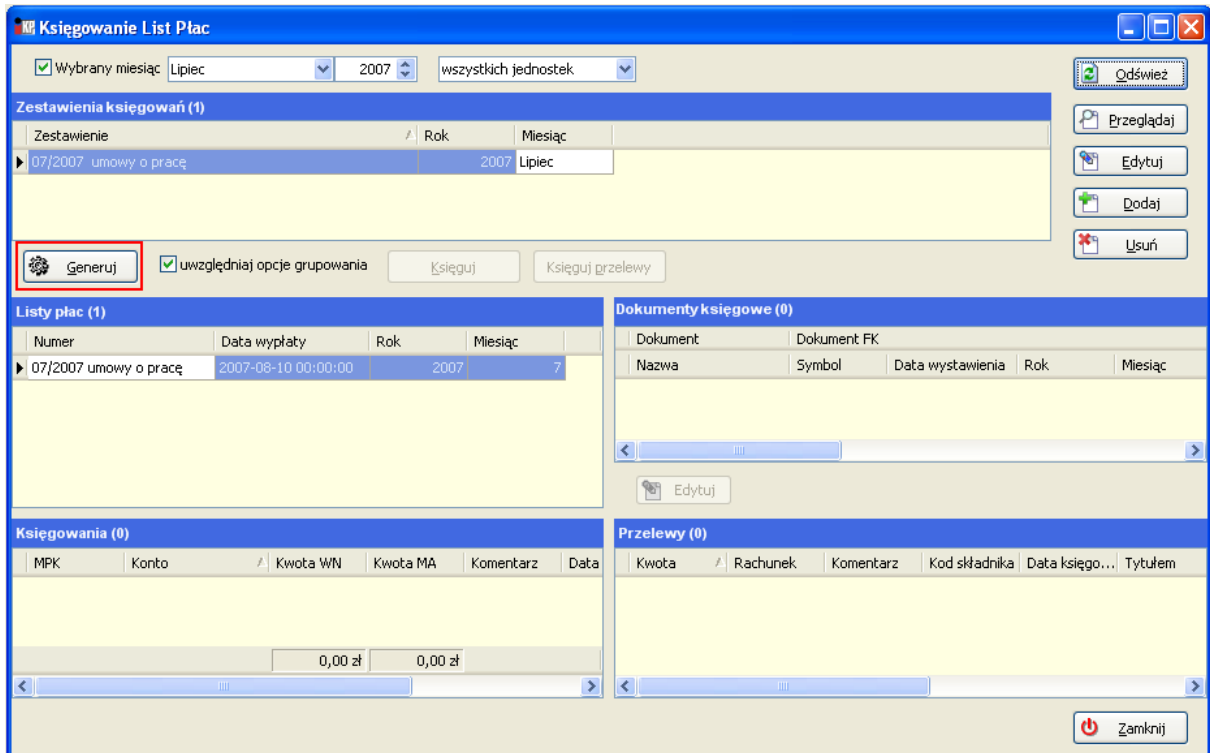 KP Księgowanie List Płac
Wybrany miesiąc Lipiec 2007 wszystkich jednostek
Odśwież
Zestawienia księgowań (1)
Przeglądaj
Zestawienie Rok Miesiąc
07/2007 umowy o pracę 2007 Lipiec
Edytuj
Dodaj
Usuń
Generuj uwzględniaj opcje grupowania Księguj Księguj przelewy
Listy płac (1) Dokumenty księgowe (0)
Numer Data wypłaty Rok Miesiąc Dokument Dokument FK
07/2007 umowy o pracę 2007-08-10 00:00:00 2007 7 Nazwa Symbol Data wystawienia Rok Miesiąc
Edytuj
Księgowania (0) Przelewy (0)
MPK Konto Kwota WN Kwota MA Komentarz Data Kwota Rachunek Komentarz Kod składnika Data księgo... Tytułem
0,00 zł 0,00 zł
Zamknij